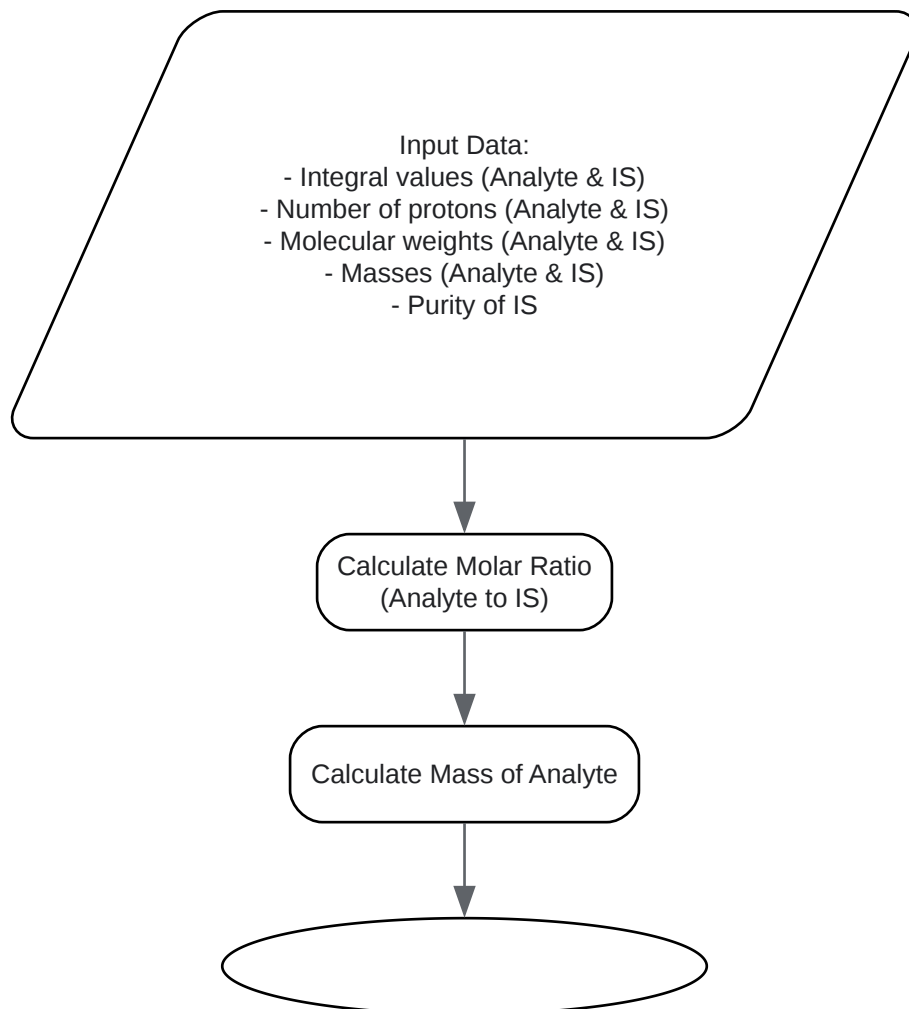 Input Data:
- Integral values (Analyte & IS)
- Number of protons (Analyte & IS)
- Molecular weights (Analyte & IS)
- Masses (Analyte & IS)
- Purity of IS
Calculate Molar Ratio
(Analyte to IS)
Calculate Mass of Analyte